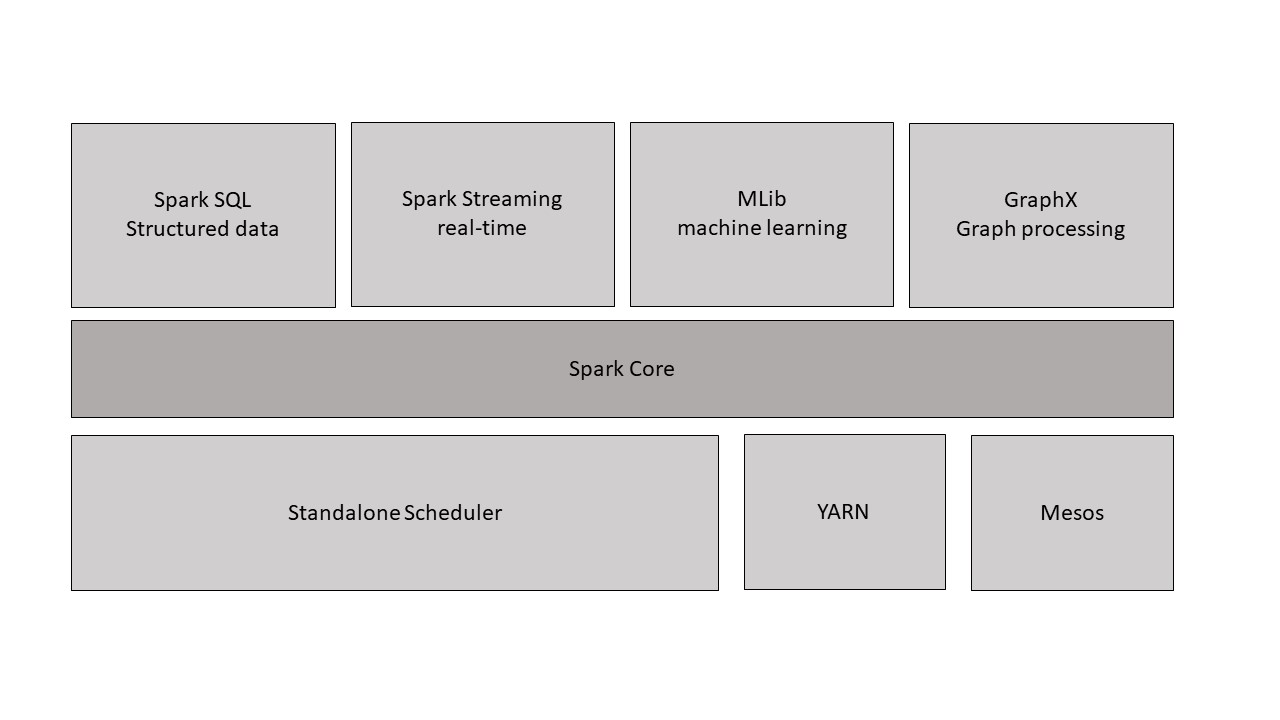 Spark SQL
Structured data
Spark Streaming
real-time
MLib
machine learning
GraphX
Graph processing
Spark Core
Standalone Scheduler
YARN
Mesos